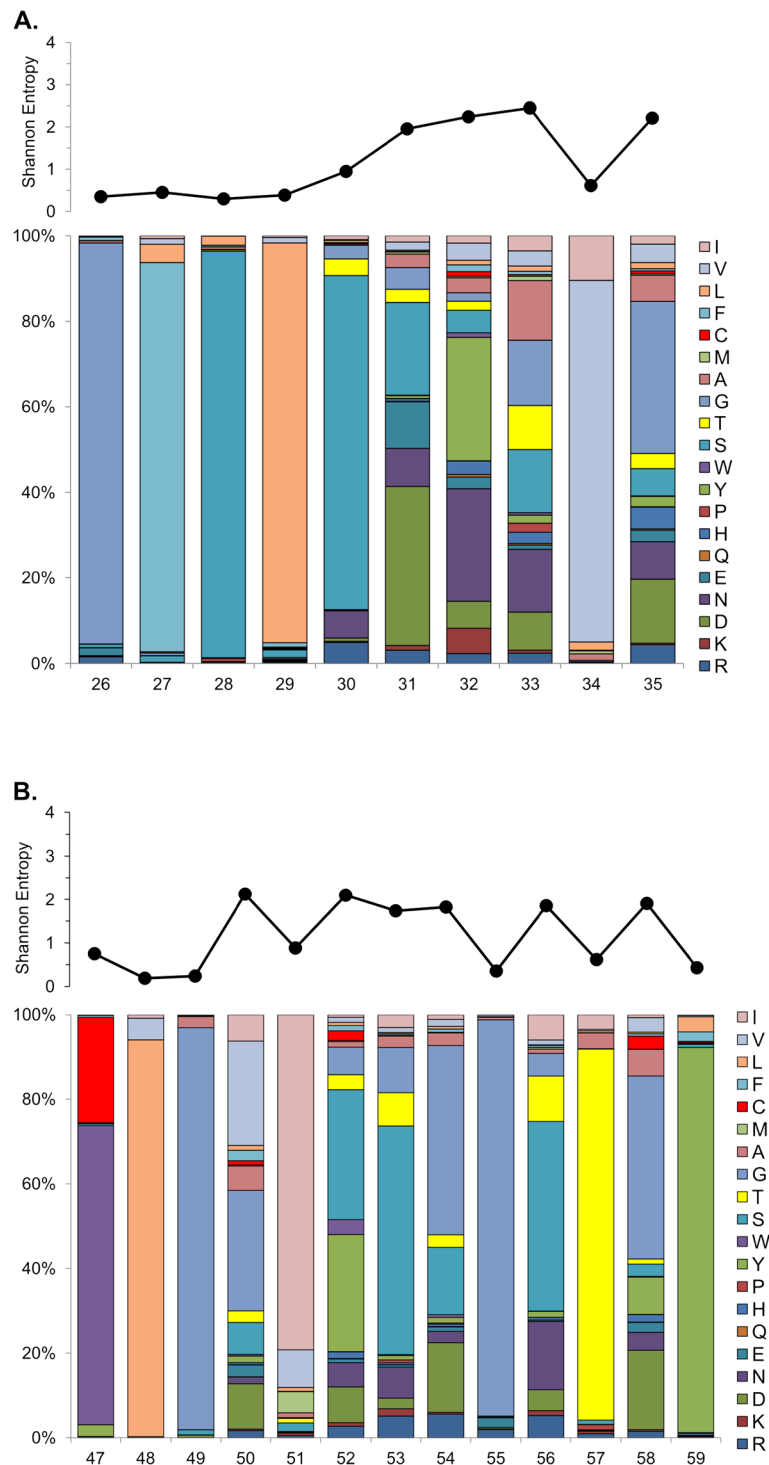 A.
Shannon Entropy
4
3
2
1
0
100%
80%
60%
40%
20%
0%
26 27 28 29 30 31 32 33 34 35
I
V
L
F
C
M
A
G
T
S
W
Y
P
H
Q
E
N
D
K
R
B.
Shannon Entropy
4
3
2
1
0
100%
80%
60%
40%
20%
0%
47 48 49 50 51 52 53 54 55 56 57 58 59
I
V
L
F
C
M
A
G
T
S
W
Y
P
H
Q
E
N
D
K
R